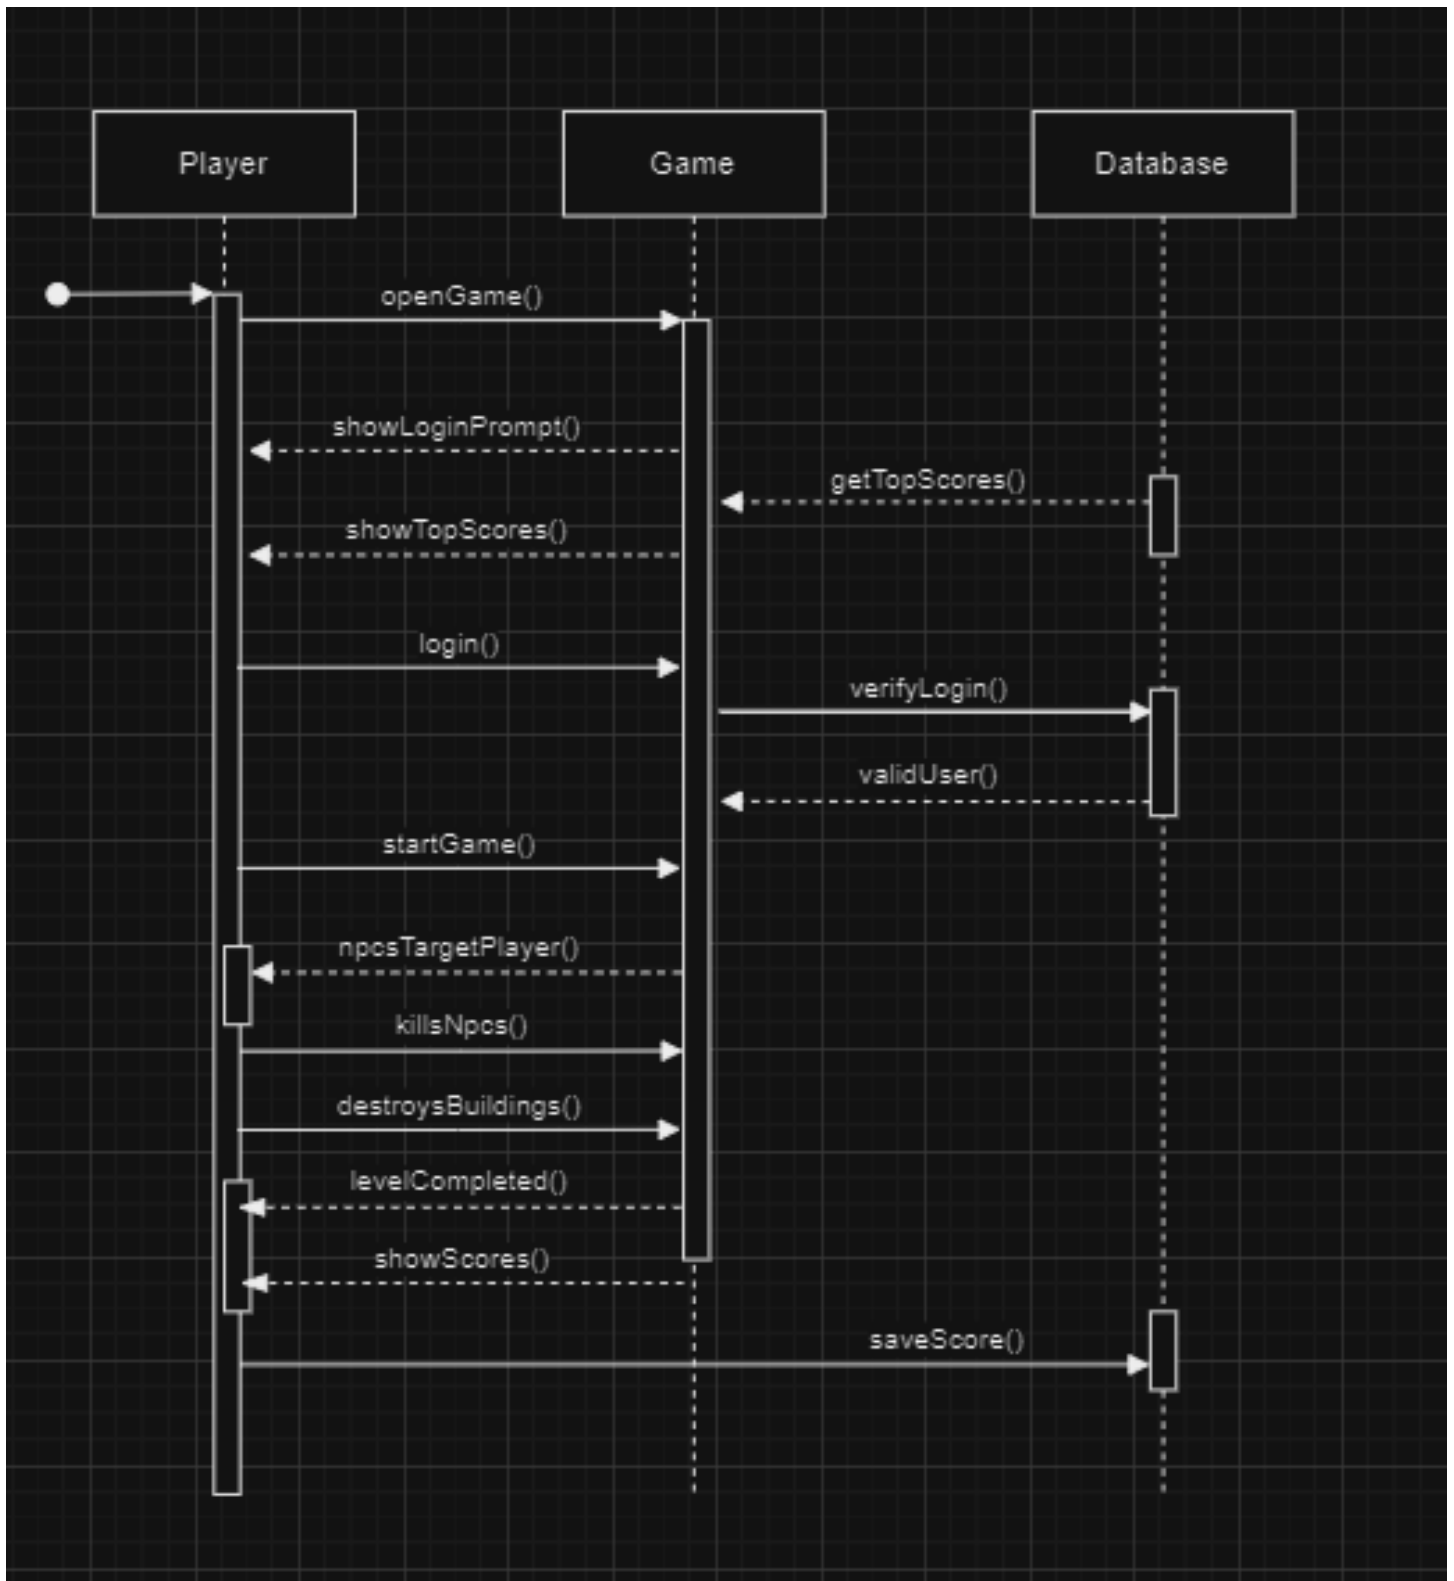 Player
Game
Database
openGame()
showLoginPrompt()
getTopScores()
showTopScores()
login()
verifyLogin()
validUser()
startGame()
npcsTargetPlayer()
killsNpcs()
destroysBuildings()
levelCompleted()
showScores()
saveScore()